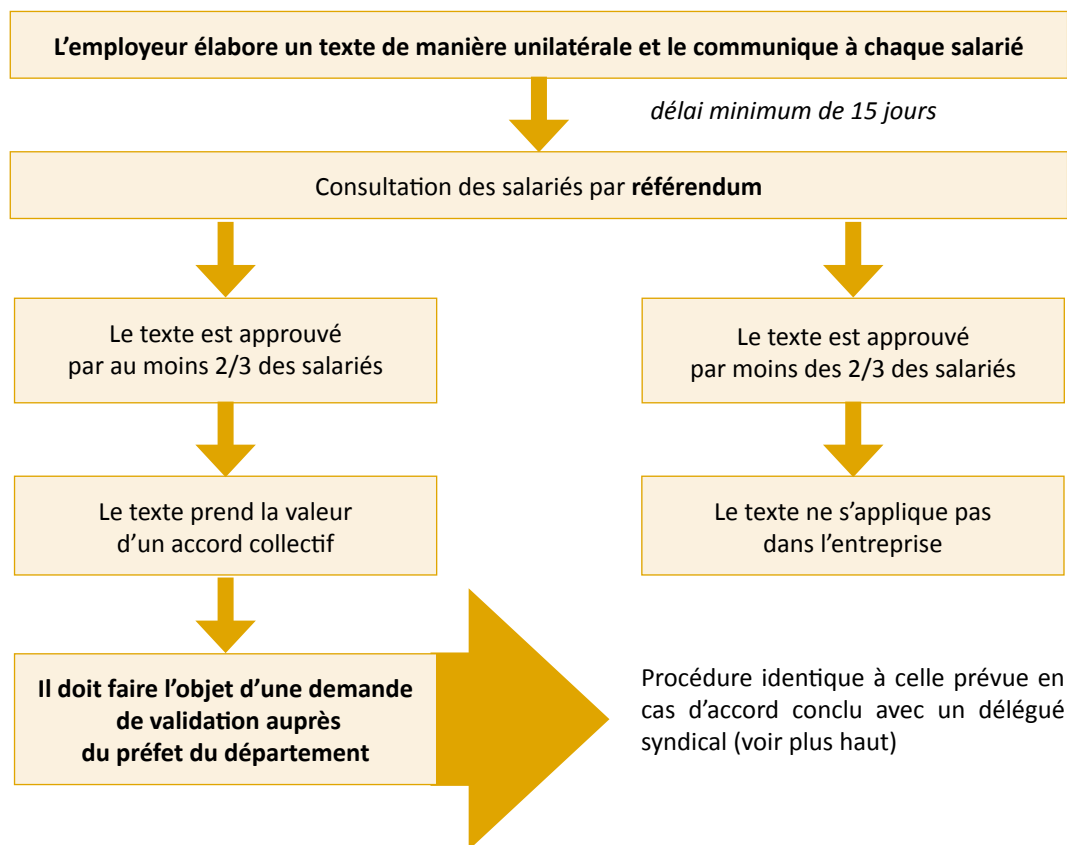 L’employeur élabore un texte de manière unilatérale et le communique à chaque salarié
délai minimum de 15 jours
Consultation des salariés par référendum
Le texte est approuvé
par au moins 2/3 des salariés
Le texte est approuvé
par moins des 2/3 des salariés
Le texte prend la valeur
d’un accord collectif
Le texte ne s’applique pas
dans l’entreprise
Il doit faire l’objet d’une demande
de validation auprès
du préfet du département
Procédure identique à celle prévue en
cas d’accord conclu avec un délégué
syndical (voir plus haut)